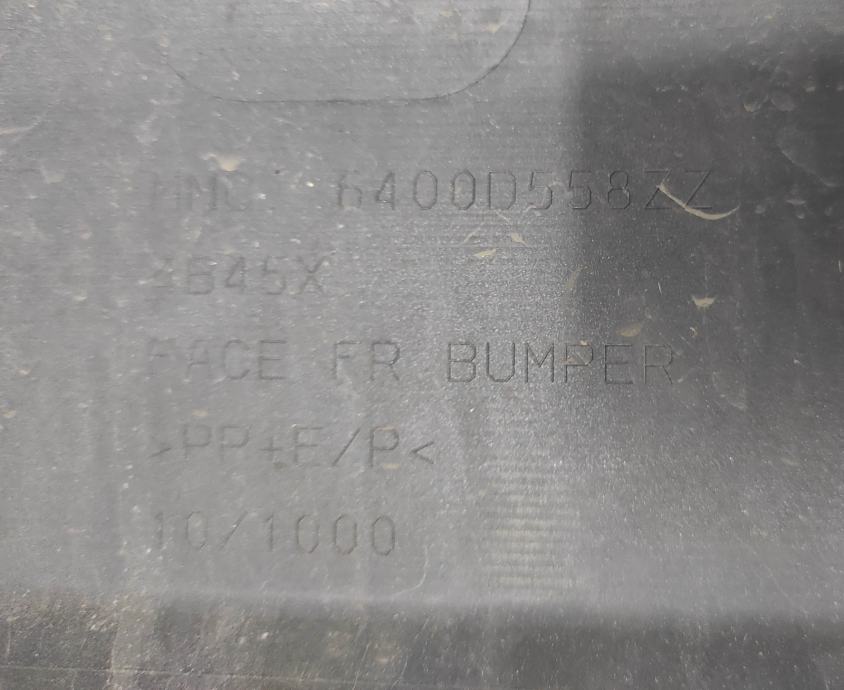 MMC. 6400D558ZZ
4B45X
FACE FR BUMPER
>PP+E/P<
10/1000